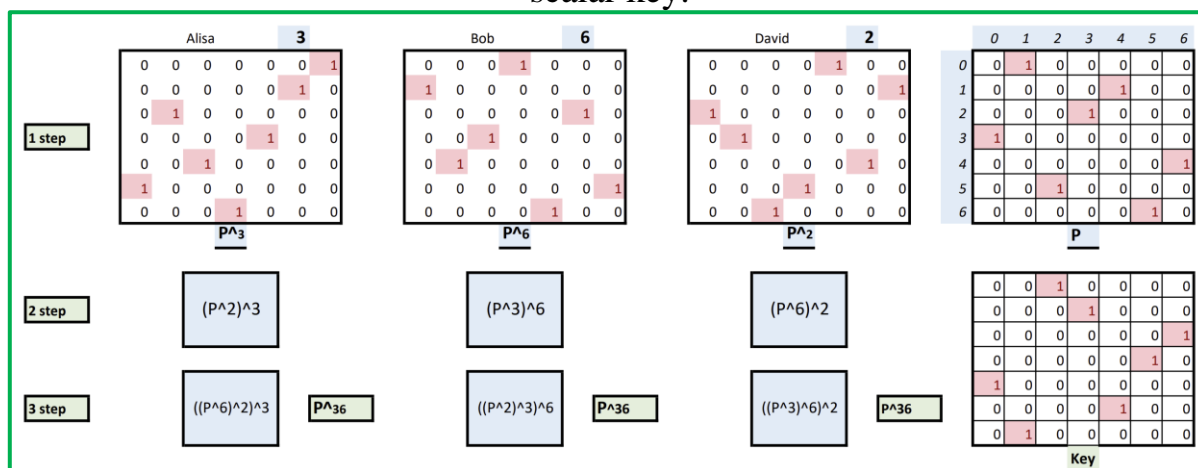 scalar key.
Alisa 3 Bob 6 David 2 0 1 2 3 4 5 6
0 0 0 0 0 0 1 0 0 0 1 0 0 0 0 0 0 0 1 0 0 0 0 1 0 0 0 0 0
0 0 0 0 0 1 0 1 0 0 0 0 0 0 0 0 0 0 0 0 1 1 0 0 0 0 1 0 0
0 1 0 0 0 0 0 0 0 0 0 0 1 0 1 0 0 0 0 0 0 2 0 0 0 1 0 0 0
1 step 0 0 0 0 1 0 0 0 0 1 0 0 0 0 0 1 0 0 0 0 0 3 1 0 0 0 0 0 0
0 0 1 0 0 0 0 0 1 0 0 0 0 0 0 0 0 0 0 1 0 4 0 0 0 0 0 0 1
1 0 0 0 0 0 0 0 0 0 0 0 0 1 0 0 0 1 0 0 0 5 0 0 1 0 0 0 0
0 0 0 1 0 0 0 0 0 0 0 1 0 0 0 0 1 0 0 0 0 6 0 0 0 0 0 1 0
P^3 P^6 P^2 P
2 step (P^2)^3 (P^3)^6 (P^6)^2
3 step ((P^6)^2)^3 P^36 ((P^2)^3)^6 P^36 ((P^3)^6)^2 P^36
0 0 1 0 0 0 0
0 0 0 1 0 0 0
0 0 0 0 0 0 1
0 0 0 0 0 1 0
1 0 0 0 0 0 0
0 0 0 0 1 0 0
0 1 0 0 0 0 0
Key